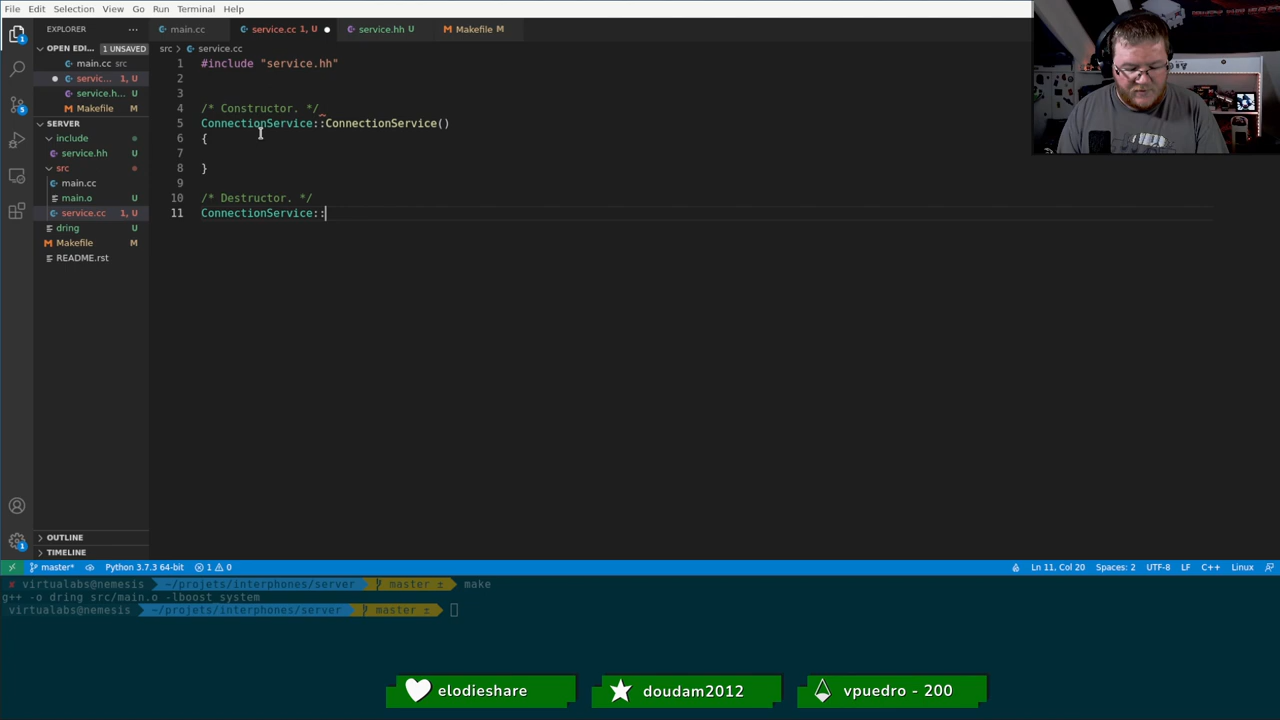 File Edit Selection View Go Run Terminal Help
EXPLORER ···
main.cc
service.cc 1, U
service.hh U
Makefile M
OPEN EDI... 1 UNSAVED
src > service.cc
main.cc src
servic... 1, U
service.h... U
Makefile M
SERVER
include
service.hh U
src
main.cc
main.o U
service.cc 1, U
dring U
Makefile M
README.rst
1 #include "service.hh"
2
3
4 /* Constructor. */
5 ConnectionService::ConnectionService()
6 {
7
8 }
9
10 /* Destructor. */
11 ConnectionService::
OUTLINE
TIMELINE
master* Python 3.7.3 64-bit 1 0 Ln 11, Col 20 Spaces: 2 UTF-8 LF C++ Linux
virtualabs@nemesis ~/projets/interphones/server master ± make
g++ -o dring src/main.o -lboost_system
virtualabs@nemesis ~/projets/interphones/server master ±
elodieshare
doudam2012
vpuedro - 200